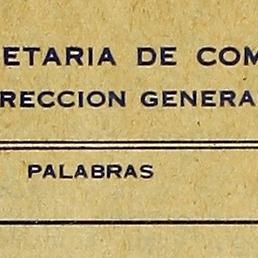 ETARIA DE COM
RECCION GENERA
PALABRAS